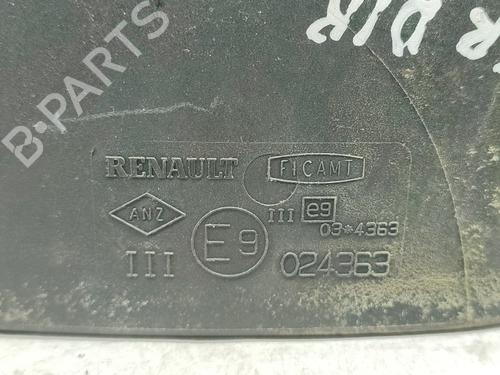 B-PARTS
RENAULT FICAMT
ANZ III e9
03*4363
III E9 024363